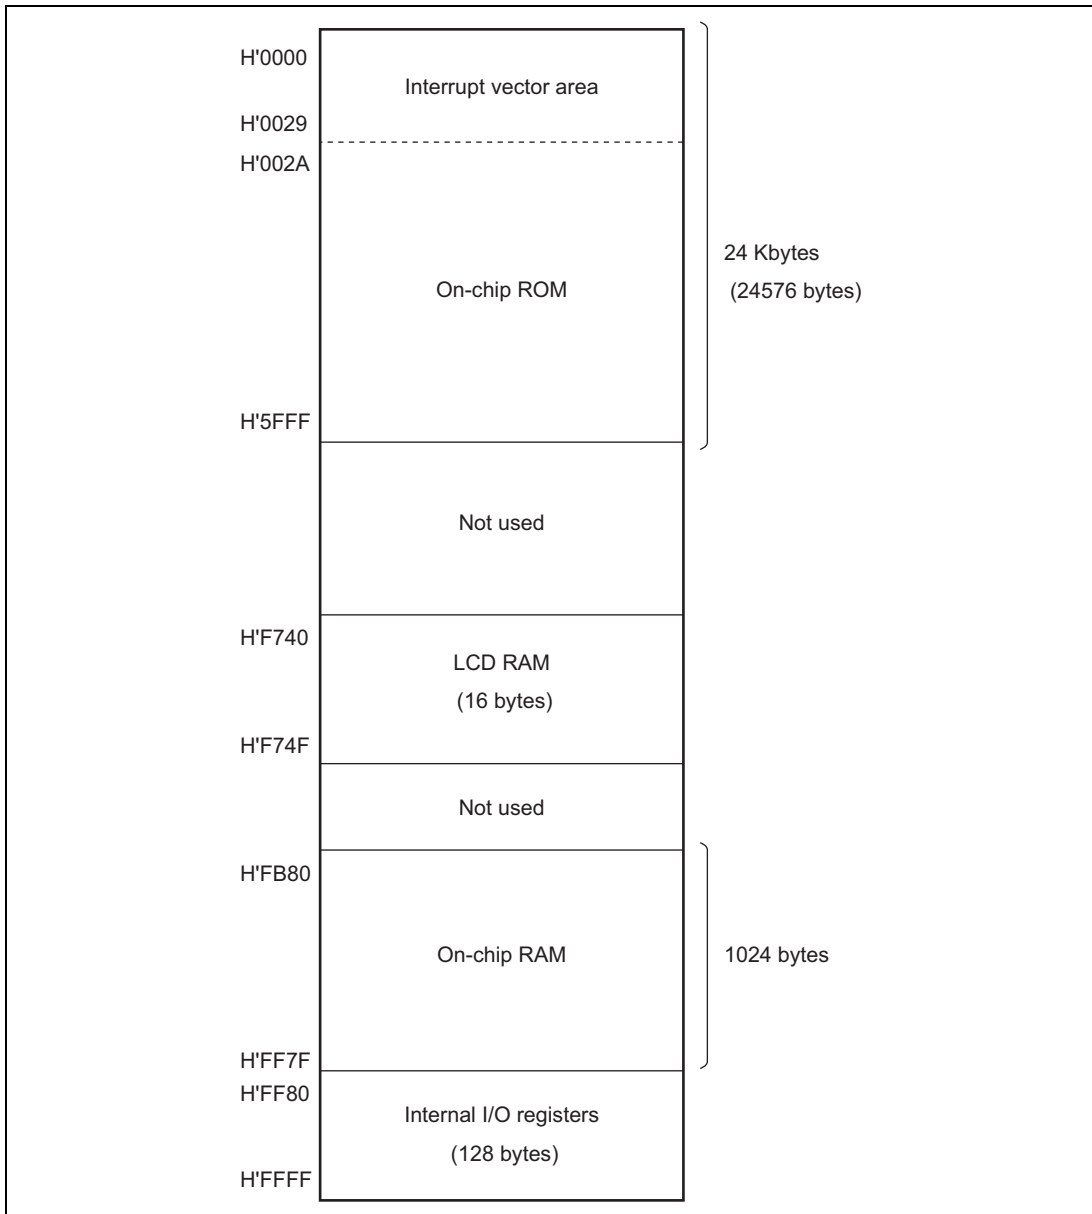 H'0000
Interrupt vector area
H'0029
H'002A
24 Kbytes
(24576 bytes)
On-chip ROM
H'5FFF
Not used
H'F740
LCD RAM
(16 bytes)
H'F74F
Not used
H'FB80
On-chip RAM
1024 bytes
H'FF7F
H'FF80
Internal I/O registers
(128 bytes)
H'FFFF